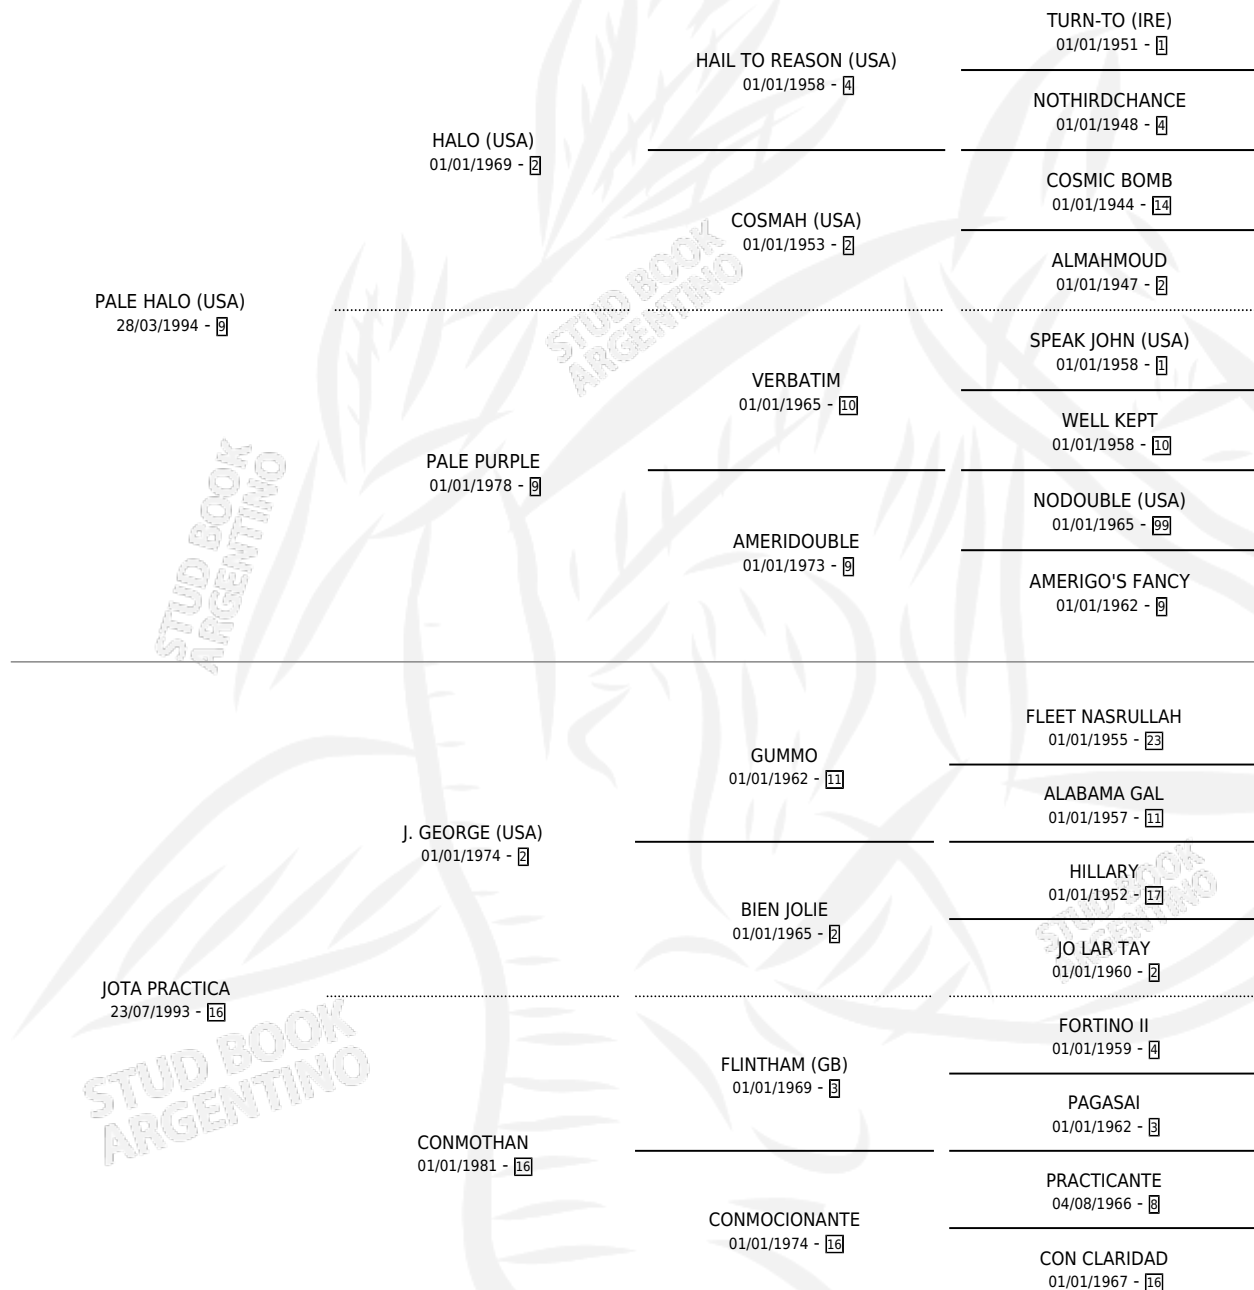 TURN-TO (IRE)
01/01/1951 - 1
HAIL TO REASON (USA)
01/01/1958 - 4
NOTHIRDCHANCE
01/01/1948 - 4
HALO (USA)
01/01/1969 - 2
COSMIC BOMB
01/01/1944 - 14
COSMAH (USA)
01/01/1953 - 2
ALMAHMOUD
01/01/1947 - 2
PALE HALO (USA)
28/03/1994 - 9
SPEAK JOHN (USA)
01/01/1958 - 1
VERBATIM
01/01/1965 - 10
WELL KEPT
01/01/1958 - 10
PALE PURPLE
01/01/1978 - 9
NODOUBLE (USA)
01/01/1965 - 99
AMERIDOUBLE
01/01/1973 - 9
AMERIGO'S FANCY
01/01/1962 - 9
FLEET NASRULLAH
01/01/1955 - 23
GUMMO
01/01/1962 - 11
ALABAMA GAL
01/01/1957 - 11
J. GEORGE (USA)
01/01/1974 - 2
HILLARY
01/01/1952 - 17
BIEN JOLIE
01/01/1965 - 2
JO LAR TAY
01/01/1960 - 2
JOTA PRACTICA
23/07/1993 - 16
FORTINO II
01/01/1959 - 4
FLINTHAM (GB)
01/01/1969 - 3
PAGASAI
01/01/1962 - 3
CONMOTHAN
01/01/1981 - 16
PRACTICANTE
04/08/1966 - 8
CONMOCIONANTE
01/01/1974 - 16
CON CLARIDAD
01/01/1967 - 16
STUD BOOK
ARGENTINO
STUD BOOK
ARGENTINO
STUD BOOK
ARGENTINO
STUD BOOK
ARGENTINO